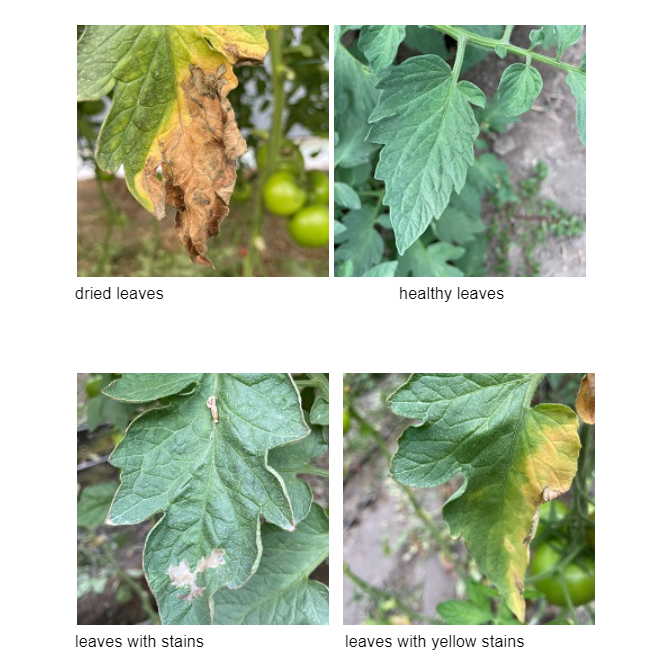 dried leaves
healthy leaves
leaves with stains
leaves with yellow stains